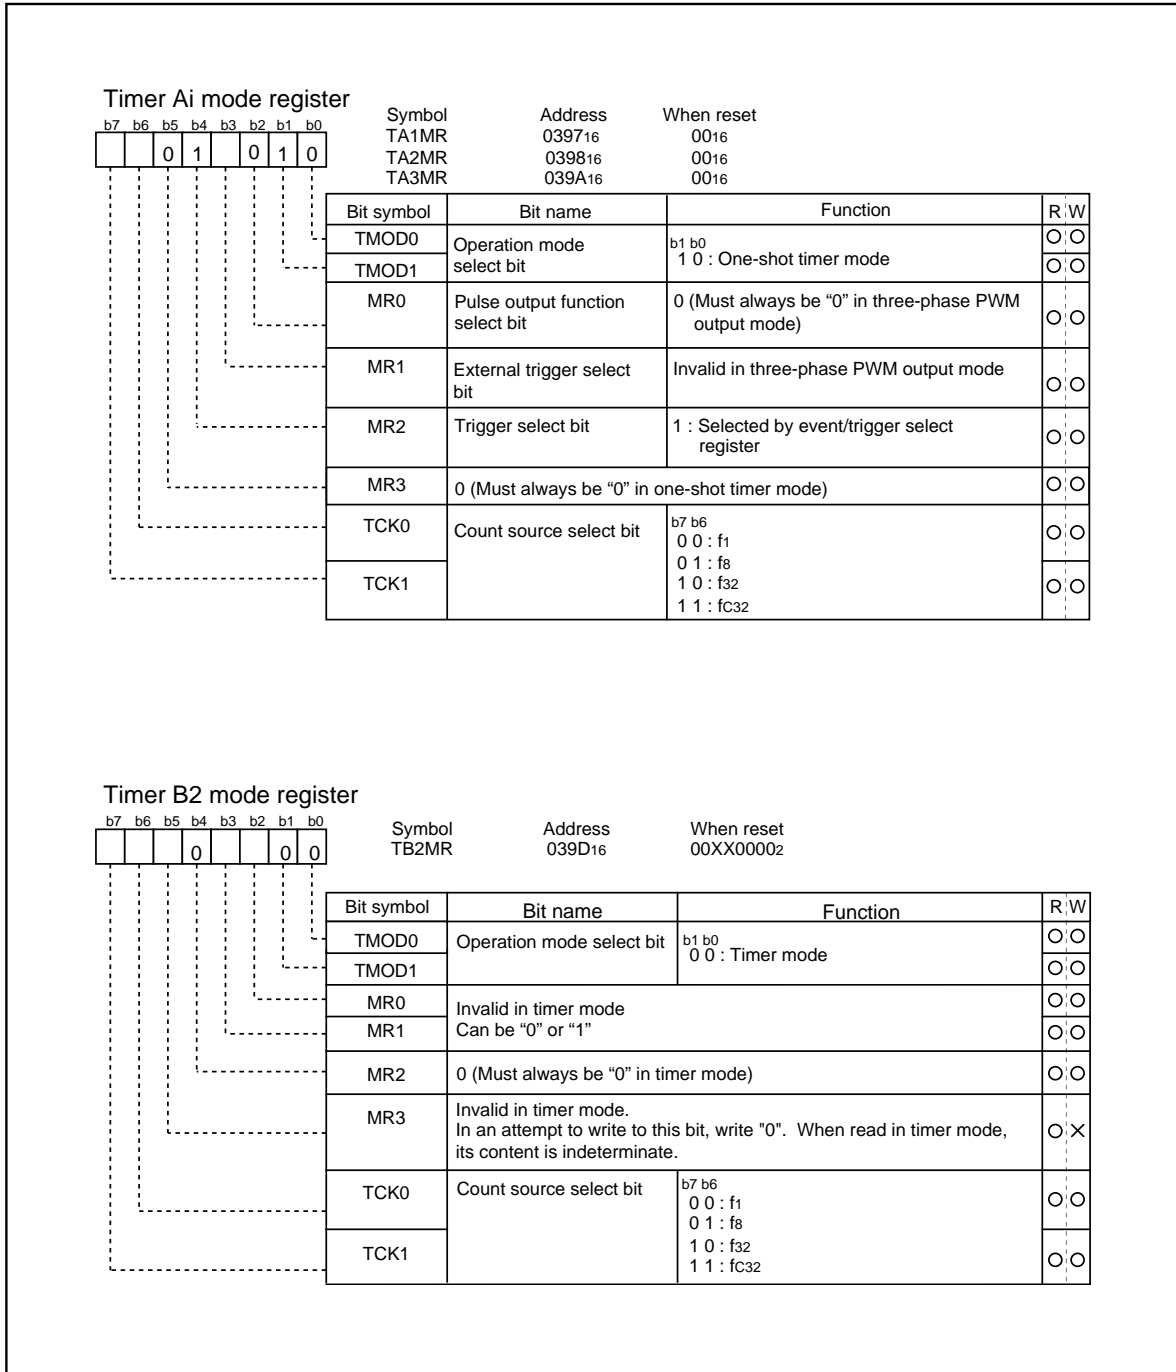 Timer Ai mode register
Symbol Address When reset
b7 b6 b5 b4 b3 b2 b1 b0
TA1MR 039716 0016
0 1 0 1 0
TA2MR 039816 0016
TA3MR 039A16 0016
Bit symbol Bit name Function R W
TMOD0
TMOD1
Operation mode
select bit
b1 b0
1 0 : One-shot timer mode
MR0
Pulse output function
select bit
0 (Must always be “0” in three-phase PWM
output mode)
MR1
External trigger select
bit
Invalid in three-phase PWM output mode
MR2
Trigger select bit
1 : Selected by event/trigger select
register
MR3
0 (Must always be “0” in one-shot timer mode)
TCK0
TCK1
Count source select bit
b7 b6
0 0 : f1
0 1 : f8
1 0 : f32
1 1 : fC32
Timer B2 mode register
b7 b6 b5 b4 b3 b2 b1 b0
Symbol Address When reset
TB2MR 039D16 00XX00002
0 0 0
Bit symbol Bit name Function R W
TMOD0
TMOD1
Operation mode select bit
b1 b0
0 0 : Timer mode
MR0
MR1
Invalid in timer mode
Can be “0” or “1”
MR2
0 (Must always be “0” in timer mode)
MR3
Invalid in timer mode.
In an attempt to write to this bit, write "0". When read in timer mode,
its content is indeterminate.
TCK0
TCK1
Count source select bit
b7 b6
0 0 : f1
0 1 : f8
1 0 : f32
1 1 : fC32